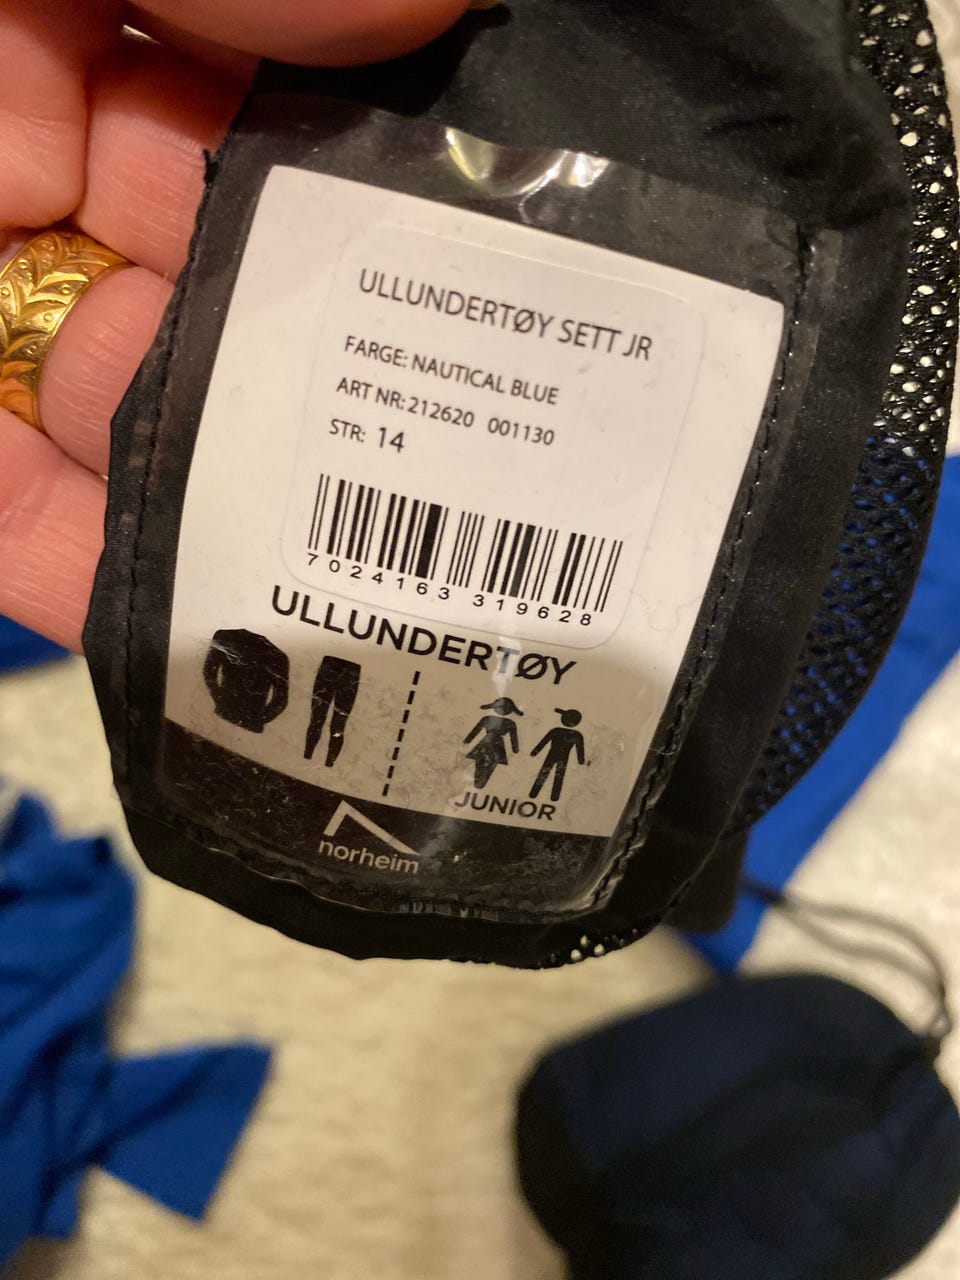 ULLUNDERTØY SETT JR
FARGE: NAUTICAL BLUE
ART NR: 212620 001130
STR: 14
7024163 319628
ULLUNDERTØY
JUNIOR
norheim